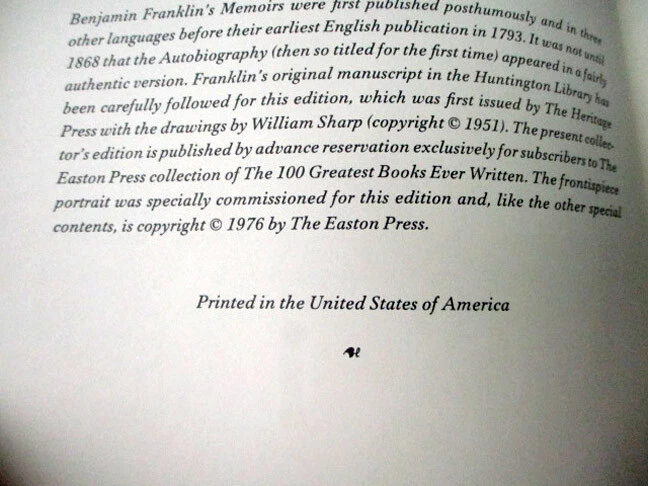 Benjamin Franklin's Memoirs were first published posthumously and in three
other languages before their earliest English publication in 1793. It was not until
1868 that the Autobiography (then so titled for the first time) appeared in a fairly
authentic version. Franklin's original manuscript in the Huntington Library has
been carefully followed for this edition, which was first issued by The Heritage
Press with the drawings by William Sharp (copyright © 1951). The present collec-
tor's edition is published by advance reservation exclusively for subscribers to The
Easton Press collection of The 100 Greatest Books Ever Written. The frontispiece
portrait was specially commissioned for this edition and, like the other special
contents, is copyright © 1976 by The Easton Press.
Printed in the United States of America